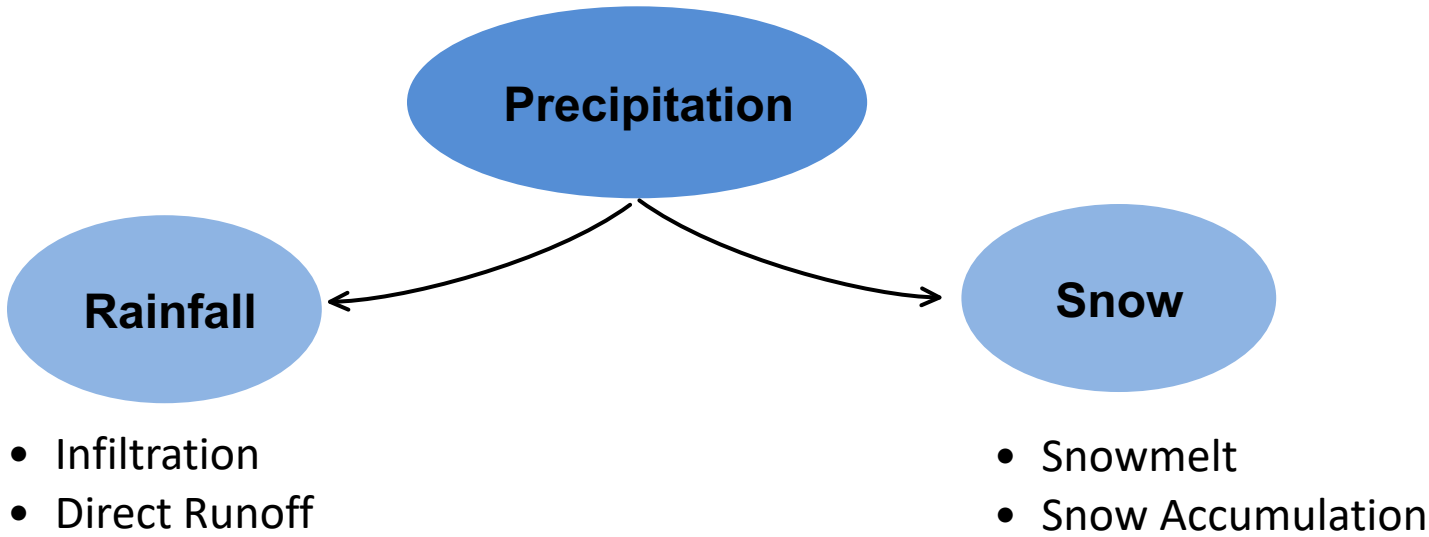 Precipitation
Rainfall
Snow
• Infiltration
• Direct Runoff
• Snowmelt
• Snow Accumulation